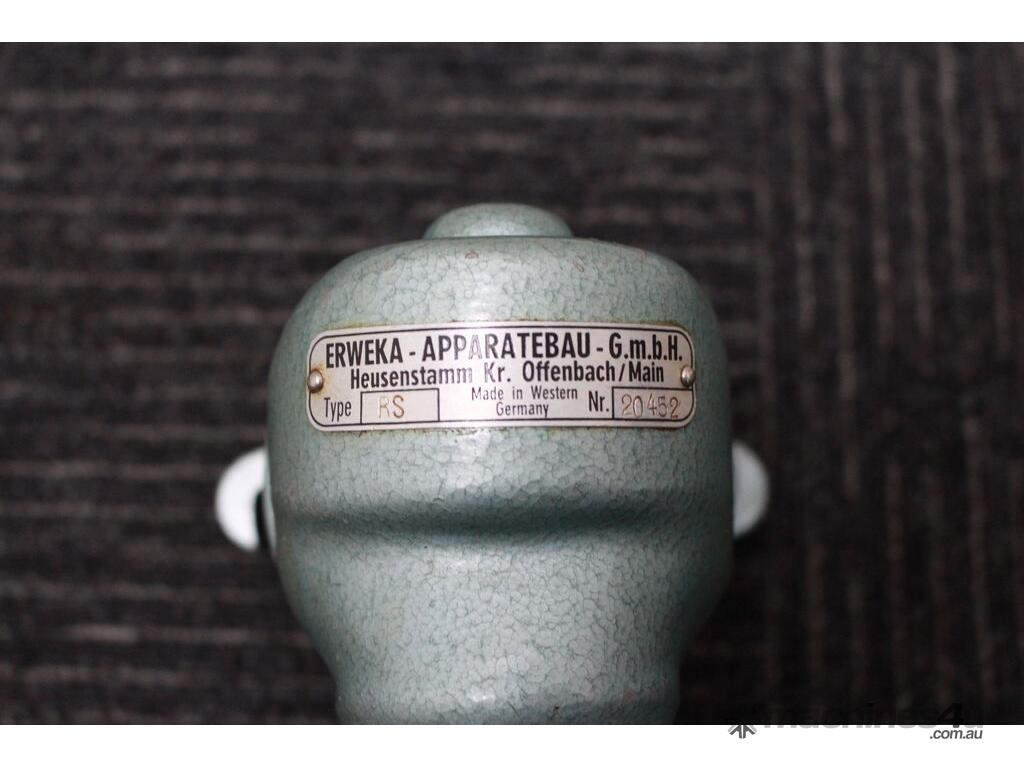 ERWEKA - APPARATEBAU - G.m.b.H.
Heusenstamm Kr. Offenbach/Main
Type RS Made in Western Germany Nr. 20452
machines4u
.com.au